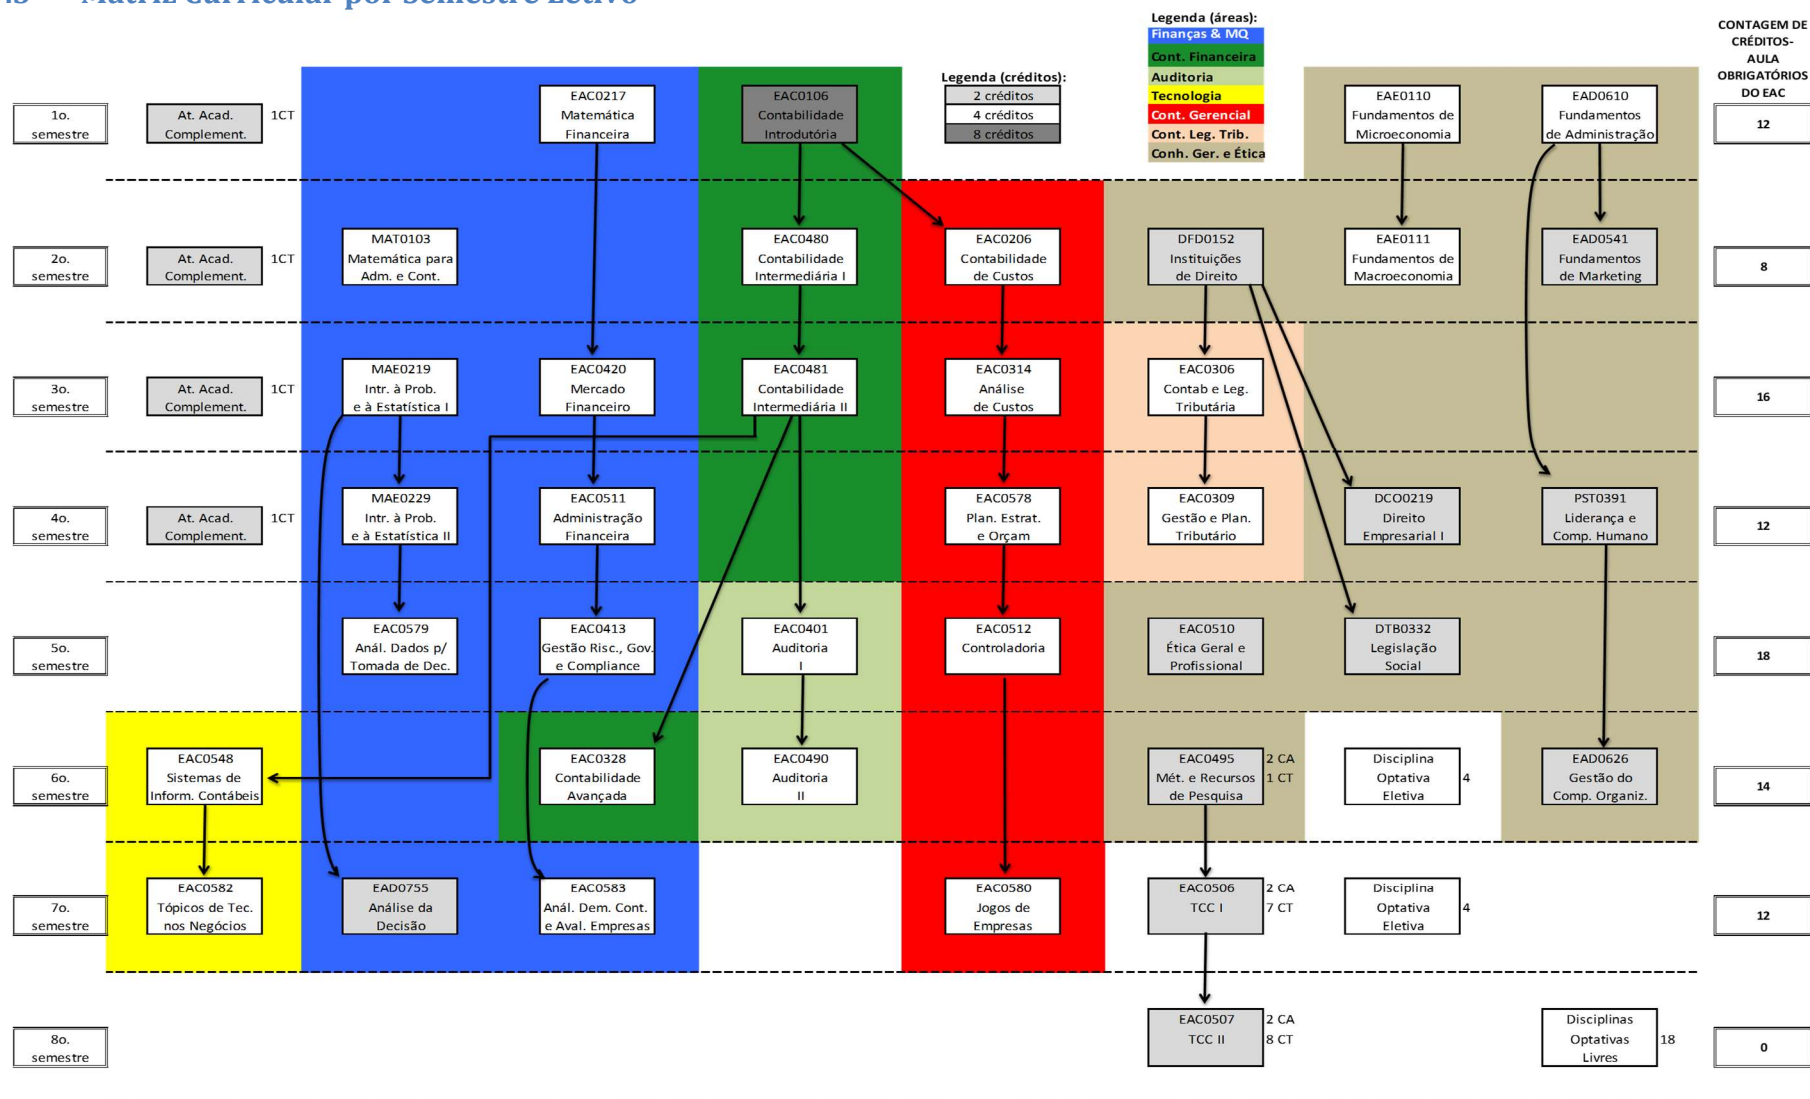 Matriz Curricular por Semestre Letivo
Legenda (áreas):
Finanças & MQ
Cont. Financeira
Auditoria
Tecnologia
Cont. Gerencial
Cont. Leg. Trib.
Conh. Ger. e Ética
Legenda (créditos):
2 créditos
4 créditos
8 créditos
CONTAGEM DE
CRÉDITOS-
AULA
OBRIGATÓRIOS
DO EAC
1o.
semestre
At. Acad.
Complement.
1CT
EAC0217
Matemática
Financeira
EAC0106
Contabilidade
Introdutória
EAE0110
Fundamentos de
Microeconomia
EAD0610
Fundamentos
de Administração
12
2o.
semestre
At. Acad.
Complement.
1CT
MAT0103
Matemática para
Adm. e Cont.
EAC0480
Contabilidade
Intermediária I
EAC0206
Contabilidade
de Custos
DFD0152
Instituições
de Direito
EAE0111
Fundamentos de
Macroeconomia
EAD0541
Fundamentos
de Marketing
8
3o.
semestre
At. Acad.
Complement.
1CT
MAE0219
Intr. à Prob.
e à Estatística I
EAC0420
Mercado
Financeiro
EAC0481
Contabilidade
Intermediária II
EAC0314
Análise
de Custos
EAC0306
Contab e Leg.
Tributária
16
4o.
semestre
At. Acad.
Complement.
1CT
MAE0229
Intr. à Prob.
e à Estatística II
EAC0511
Administração
Financeira
EAC0578
Plan. Estrat.
e Orçam
EAC0309
Gestão e Plan.
Tributário
DCO0219
Direito
Empresarial I
PST0391
Liderança e
Comp. Humano
12
5o.
semestre
EAC0579
Anál. Dados p/
Tomada de Dec.
EAC0413
Gestão Risc., Gov.
e Compliance
EAC0401
Auditoria
I
EAC0512
Controladoria
EAC0510
Ética Geral e
Profissional
DTB0332
Legislação
Social
18
6o.
semestre
EAC0548
Sistemas de
Inform. Contábeis
EAC0328
Contabilidade
Avançada
EAC0490
Auditoria
II
EAC0495
Mét. e Recursos
de Pesquisa
2 CA
1 CT
Disciplina
Optativa
Eletiva
4
EAD0626
Gestão do
Comp. Organiz.
14
7o.
semestre
EAC0582
Tópicos de Tec.
nos Negócios
EAD0755
Análise da
Decisão
EAC0583
Anál. Dem. Cont.
e Aval. Empresas
EAC0580
Jogos de
Empresas
EAC0506
TCC I
2 CA
7 CT
Disciplina
Optativa
Eletiva
4
12
8o.
semestre
EAC0507
TCC II
2 CA
8 CT
Disciplinas
Optativas
Livres
18
0